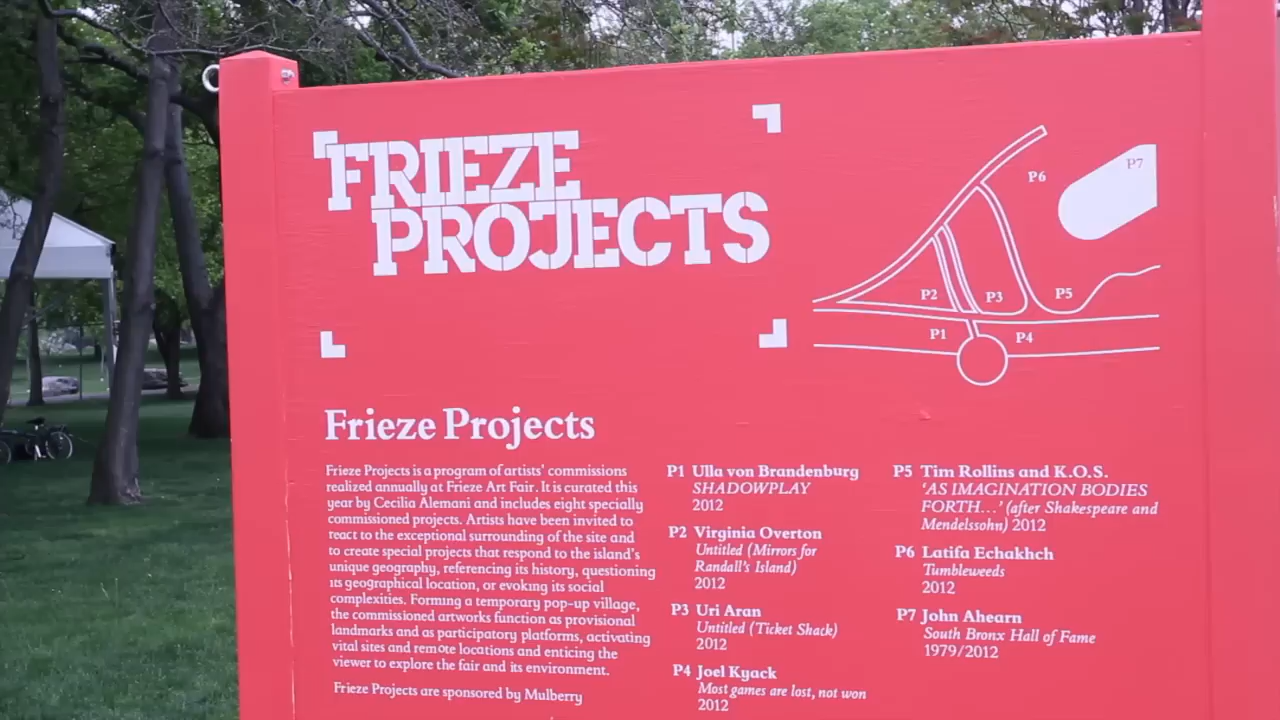 FRIEZE
PROJECTS
P6
P7
P2
P3
P5
P1
P4
Frieze Projects
Frieze Projects is a program of artists' commissions
realized annually at Frieze Art Fair. It is curated this
year by Cecilia Alemani and includes eight specially
commissioned projects. Artists have been invited to
react to the exceptional surrounding of the site and
to create special projects that respond to the island's
unique geography, referencing its history, questioning
its geographical location, or evoking its social
complexities. Forming a temporary pop-up village,
the commissioned artworks function as provisional
landmarks and as participatory platforms, activating
vital sites and remote locations and enticing the
viewer to explore the fair and its environment.
Frieze Projects are sponsored by Mulberry
P1 Ulla von Brandenburg
SHADOWPLAY
2012
P2 Virginia Overton
Untitled (Mirrors for
Randall's Island)
2012
P3 Uri Aran
Untitled (Ticket Shack)
2012
P4 Joel Kyack
Most games are lost, not won
2012
P5 Tim Rollins and K.O.S.
'AS IMAGINATION BODIES
FORTH...' (after Shakespeare and
Mendelssohn) 2012
P6 Latifa Echakhch
Tumbleweeds
2012
P7 John Ahearn
South Bronx Hall of Fame
1979/2012